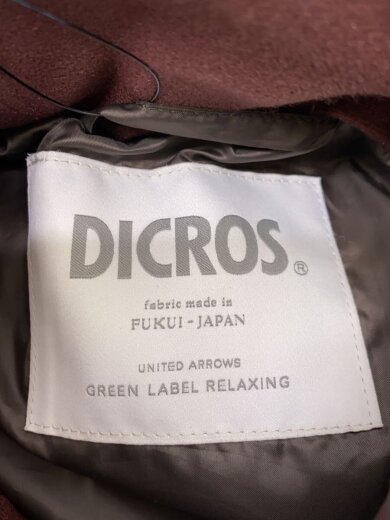 DICROS®
fabric made in
FUKUI - JAPAN
UNITED ARROWS
GREEN LABEL RELAXING